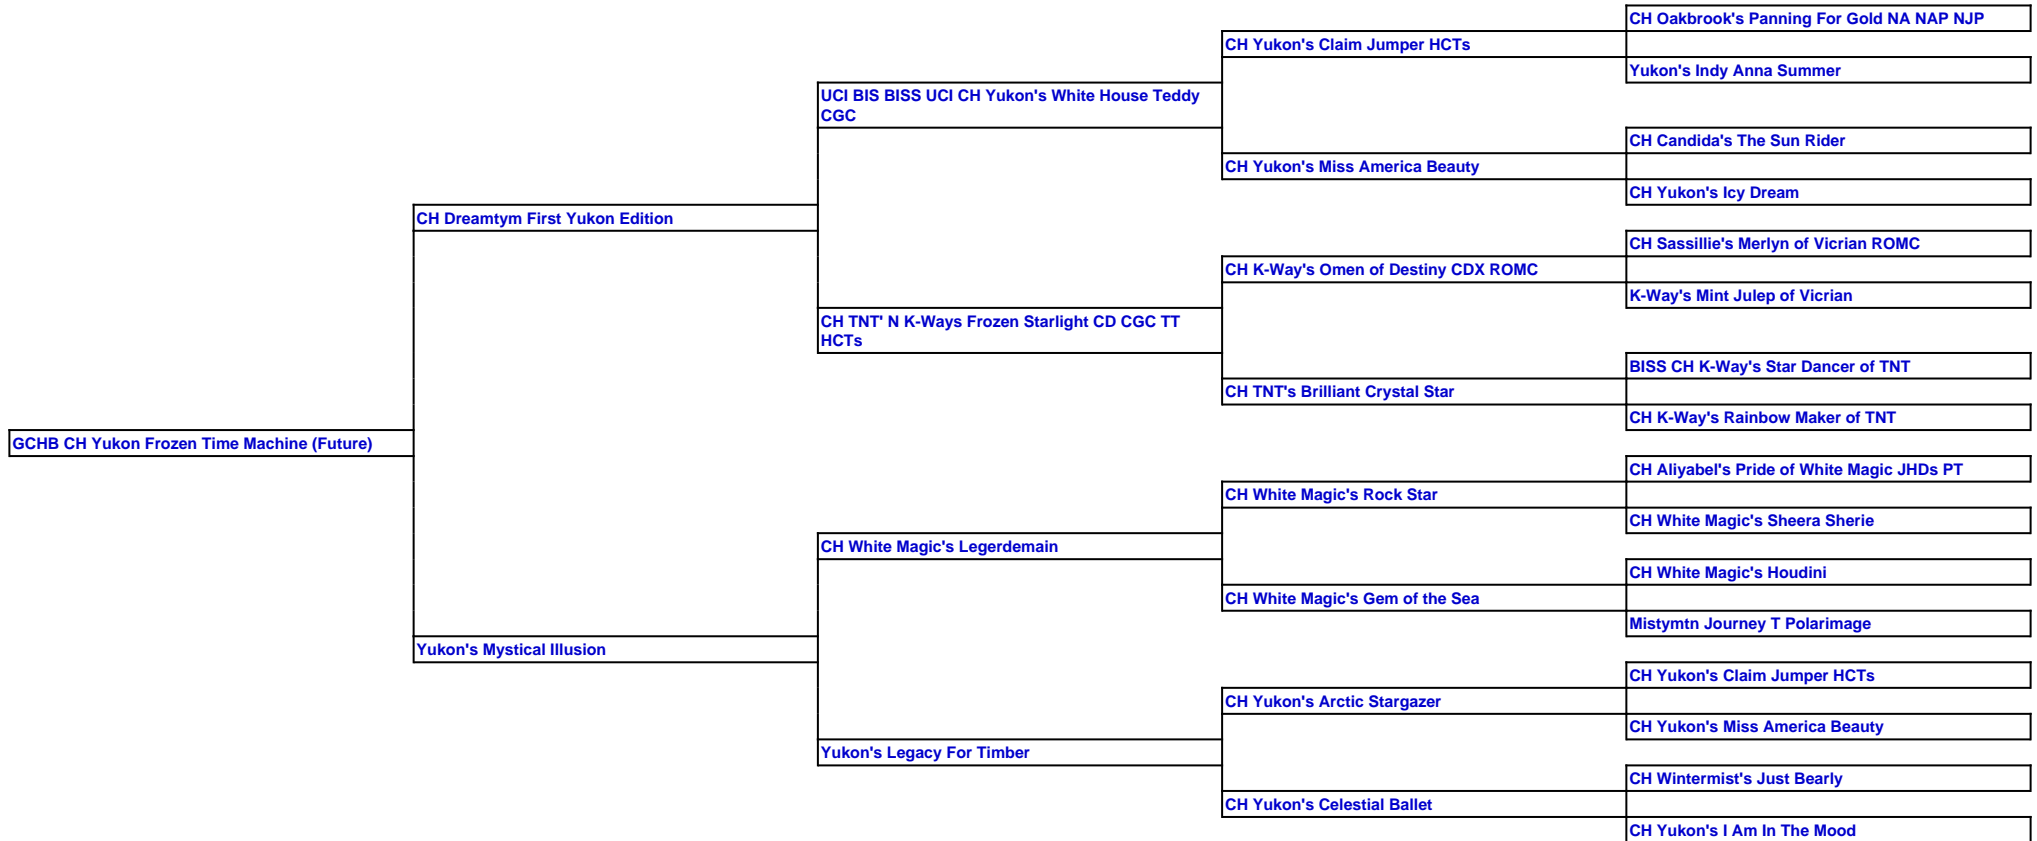 CH Oakbrook's Panning For Gold NA NAP NJP
CH Yukon's Claim Jumper HCTs
Yukon's Indy Anna Summer
UCI BIS BISS UCI CH Yukon's White House Teddy
CGC
CH Candida's The Sun Rider
CH Yukon's Miss America Beauty
CH Yukon's Icy Dream
CH Dreamtym First Yukon Edition
CH Sassillie's Merlyn of Vicrian ROMC
CH K-Way's Omen of Destiny CDX ROMC
K-Way's Mint Julep of Vicrian
CH TNT' N K-Ways Frozen Starlight CD CGC TT
HCTs
BISS CH K-Way's Star Dancer of TNT
CH TNT's Brilliant Crystal Star
CH K-Way's Rainbow Maker of TNT
GCHB CH Yukon Frozen Time Machine (Future)
CH Aliyabel's Pride of White Magic JHDs PT
CH White Magic's Rock Star
CH White Magic's Sheera Sherie
CH White Magic's Legerdemain
CH White Magic's Houdini
CH White Magic's Gem of the Sea
Mistymtn Journey T Polarimage
Yukon's Mystical Illusion
CH Yukon's Claim Jumper HCTs
CH Yukon's Arctic Stargazer
CH Yukon's Miss America Beauty
Yukon's Legacy For Timber
CH Wintermist's Just Bearly
CH Yukon's Celestial Ballet
CH Yukon's I Am In The Mood